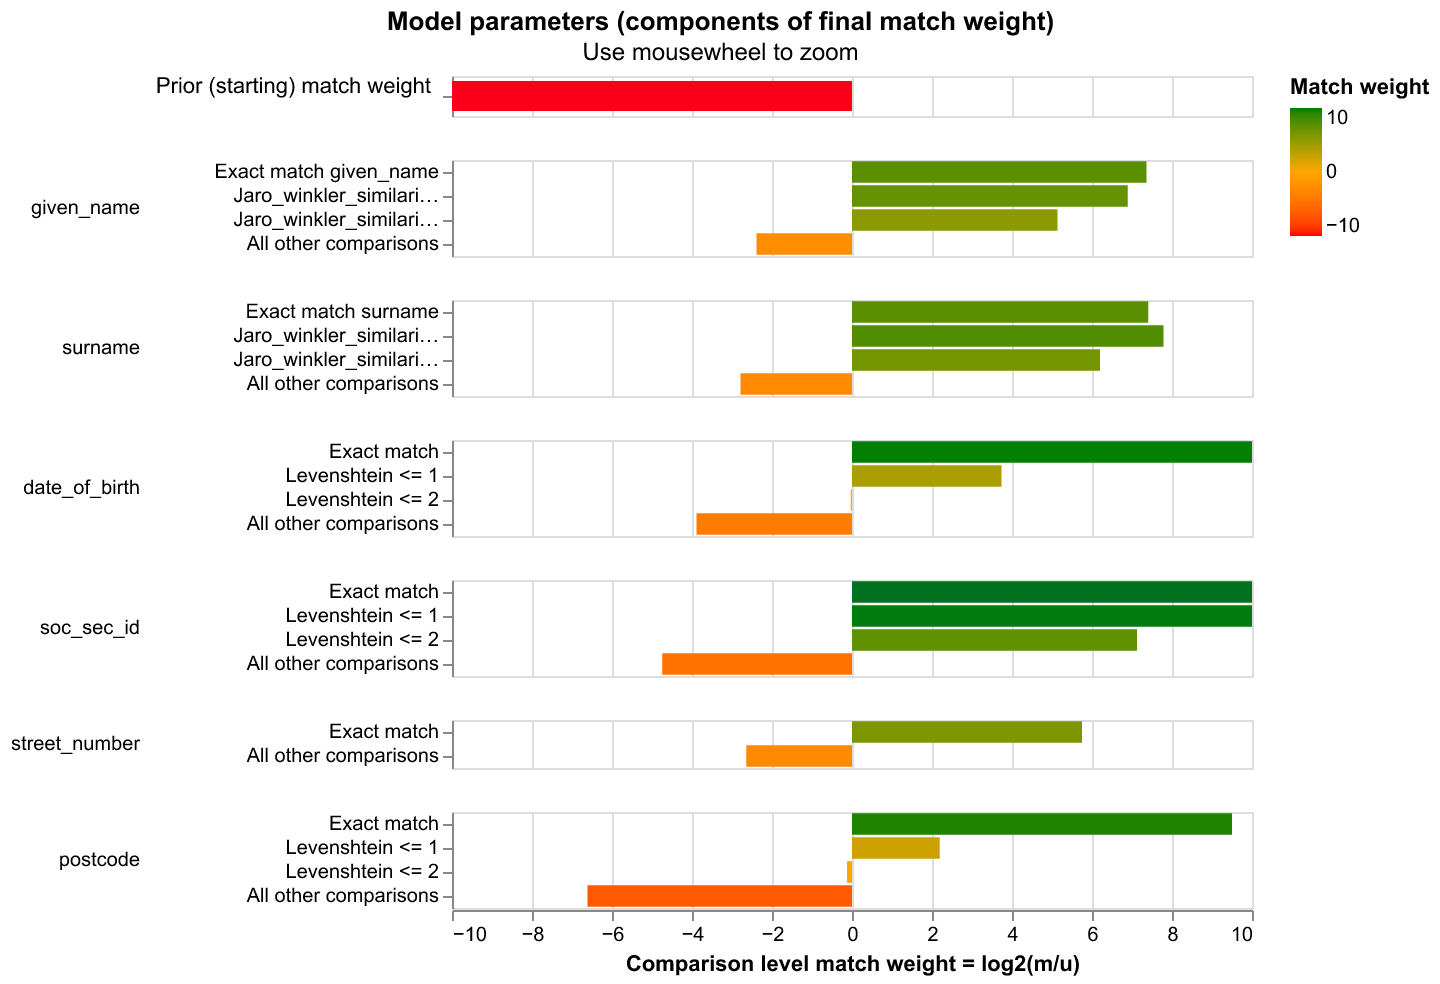 Model parameters (components of final match weight)
Use mousewheel to zoom
Prior (starting) match weight
Match weight
10
0
−10
given_name
Exact match given_name
Jaro_winkler_similari…
Jaro_winkler_similari…
All other comparisons
surname
Exact match surname
Jaro_winkler_similari…
Jaro_winkler_similari…
All other comparisons
date_of_birth
Exact match
Levenshtein <= 1
Levenshtein <= 2
All other comparisons
soc_sec_id
Exact match
Levenshtein <= 1
Levenshtein <= 2
All other comparisons
street_number
Exact match
All other comparisons
postcode
Exact match
Levenshtein <= 1
Levenshtein <= 2
All other comparisons
−10 −8 −6 −4 −2 0 2 4 6 8 10
Comparison level match weight = log2(m/u)